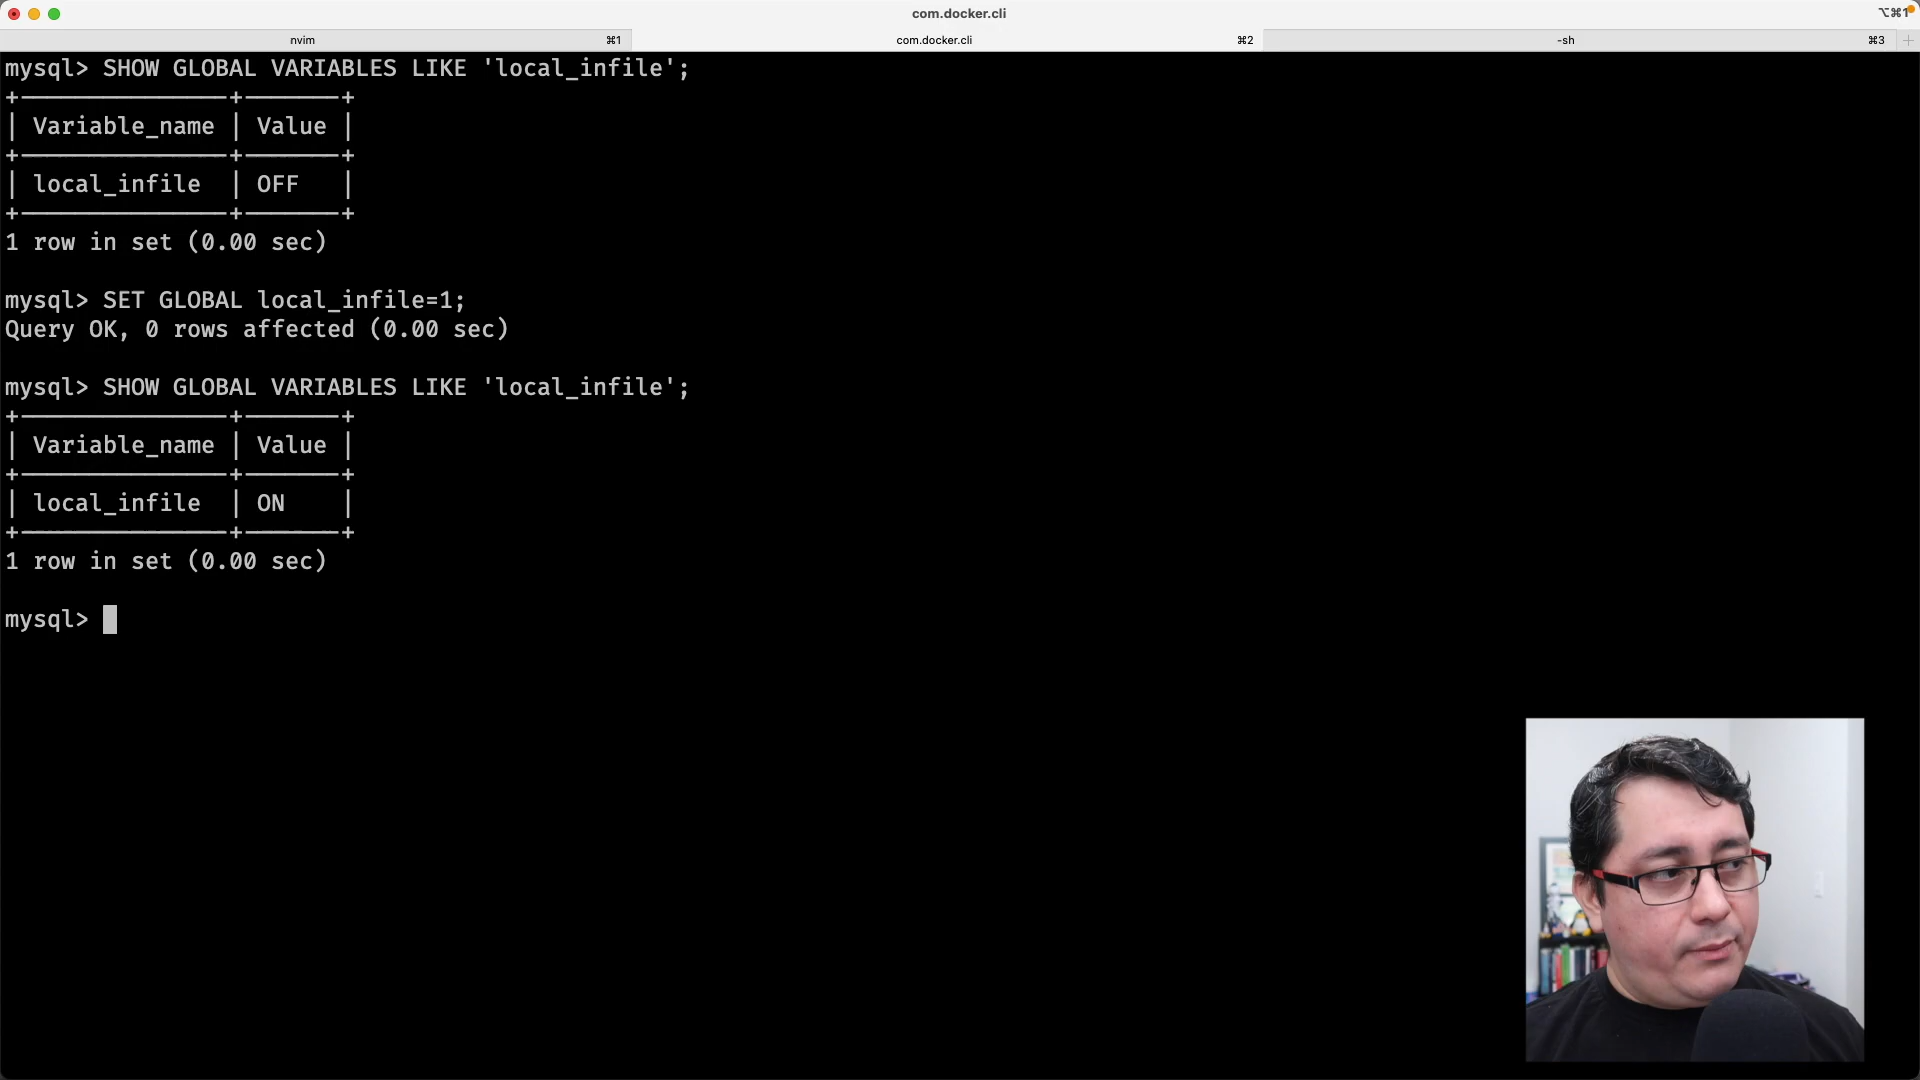 com.docker.cli
⌥⌘1
nvim ⌘1
com.docker.cli ⌘2
-sh ⌘3
mysql> SHOW GLOBAL VARIABLES LIKE 'local_infile';
+---------------+-------+
| Variable_name | Value |
+---------------+-------+
| local_infile | OFF |
+---------------+-------+
1 row in set (0.00 sec)
mysql> SET GLOBAL local_infile=1;
Query OK, 0 rows affected (0.00 sec)
mysql> SHOW GLOBAL VARIABLES LIKE 'local_infile';
+---------------+-------+
| Variable_name | Value |
+---------------+-------+
| local_infile | ON |
+---------------+-------+
1 row in set (0.00 sec)
mysql>